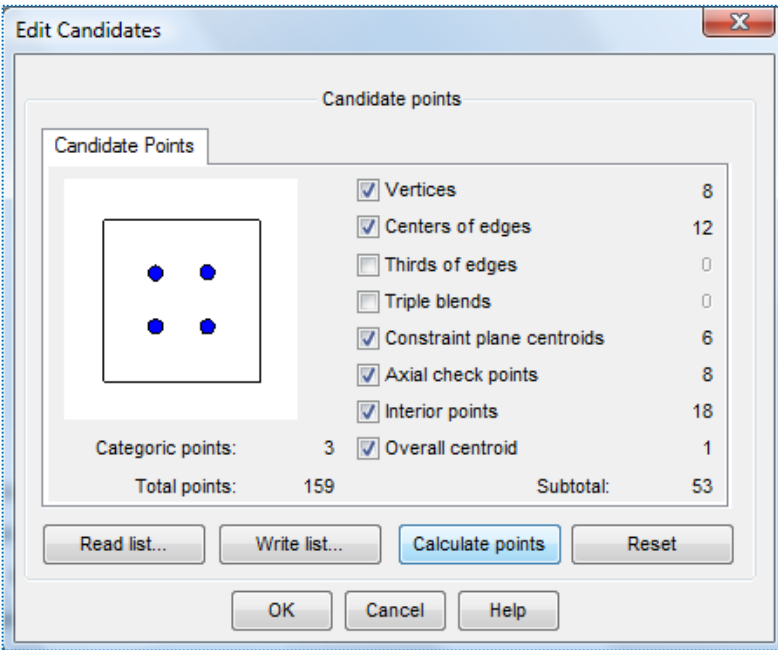 Edit Candidates
Candidate points
Candidate Points
Vertices 8
Centers of edges 12
Thirds of edges 0
Triple blends 0
Constraint plane centroids 6
Axial check points 8
Interior points 18
Categoric points: 3 Overall centroid 1
Total points: 159 Subtotal: 53
Read list... Write list... Calculate points Reset
OK Cancel Help